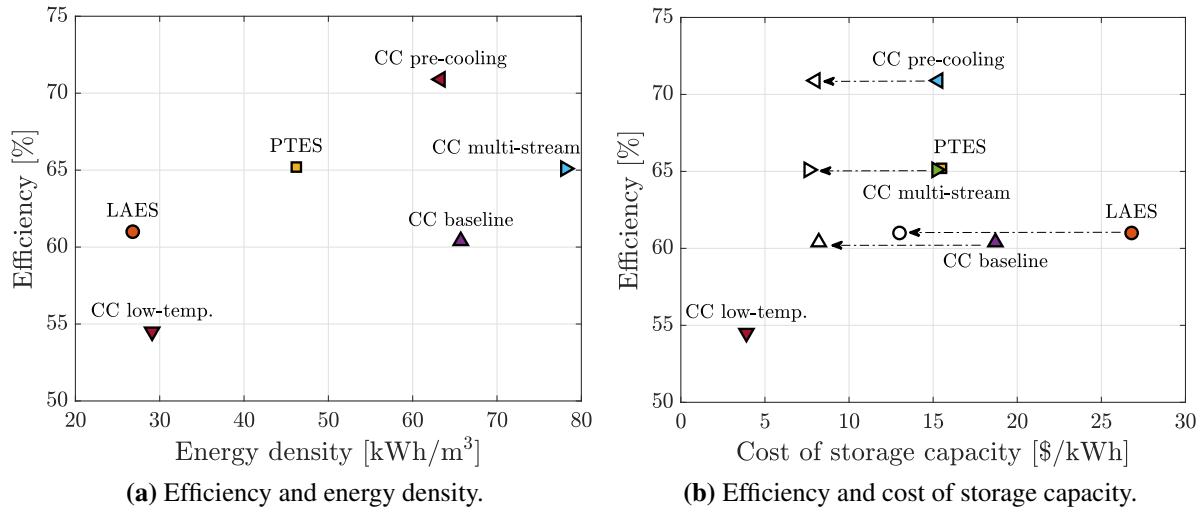 75
70
65
60
55
50
Efficiency [%]
CC pre-cooling
PTES
CC multi-stream
LAES
CC baseline
CC low-temp.
20 30 40 50 60 70 80
Energy density [kWh/m³]
(a) Efficiency and energy density.
75
70
65
60
55
50
Efficiency [%]
CC pre-cooling
PTES
CC multi-stream
LAES
CC baseline
CC low-temp.
0 5 10 15 20 25 30
Cost of storage capacity [$/kWh]
(b) Efficiency and cost of storage capacity.